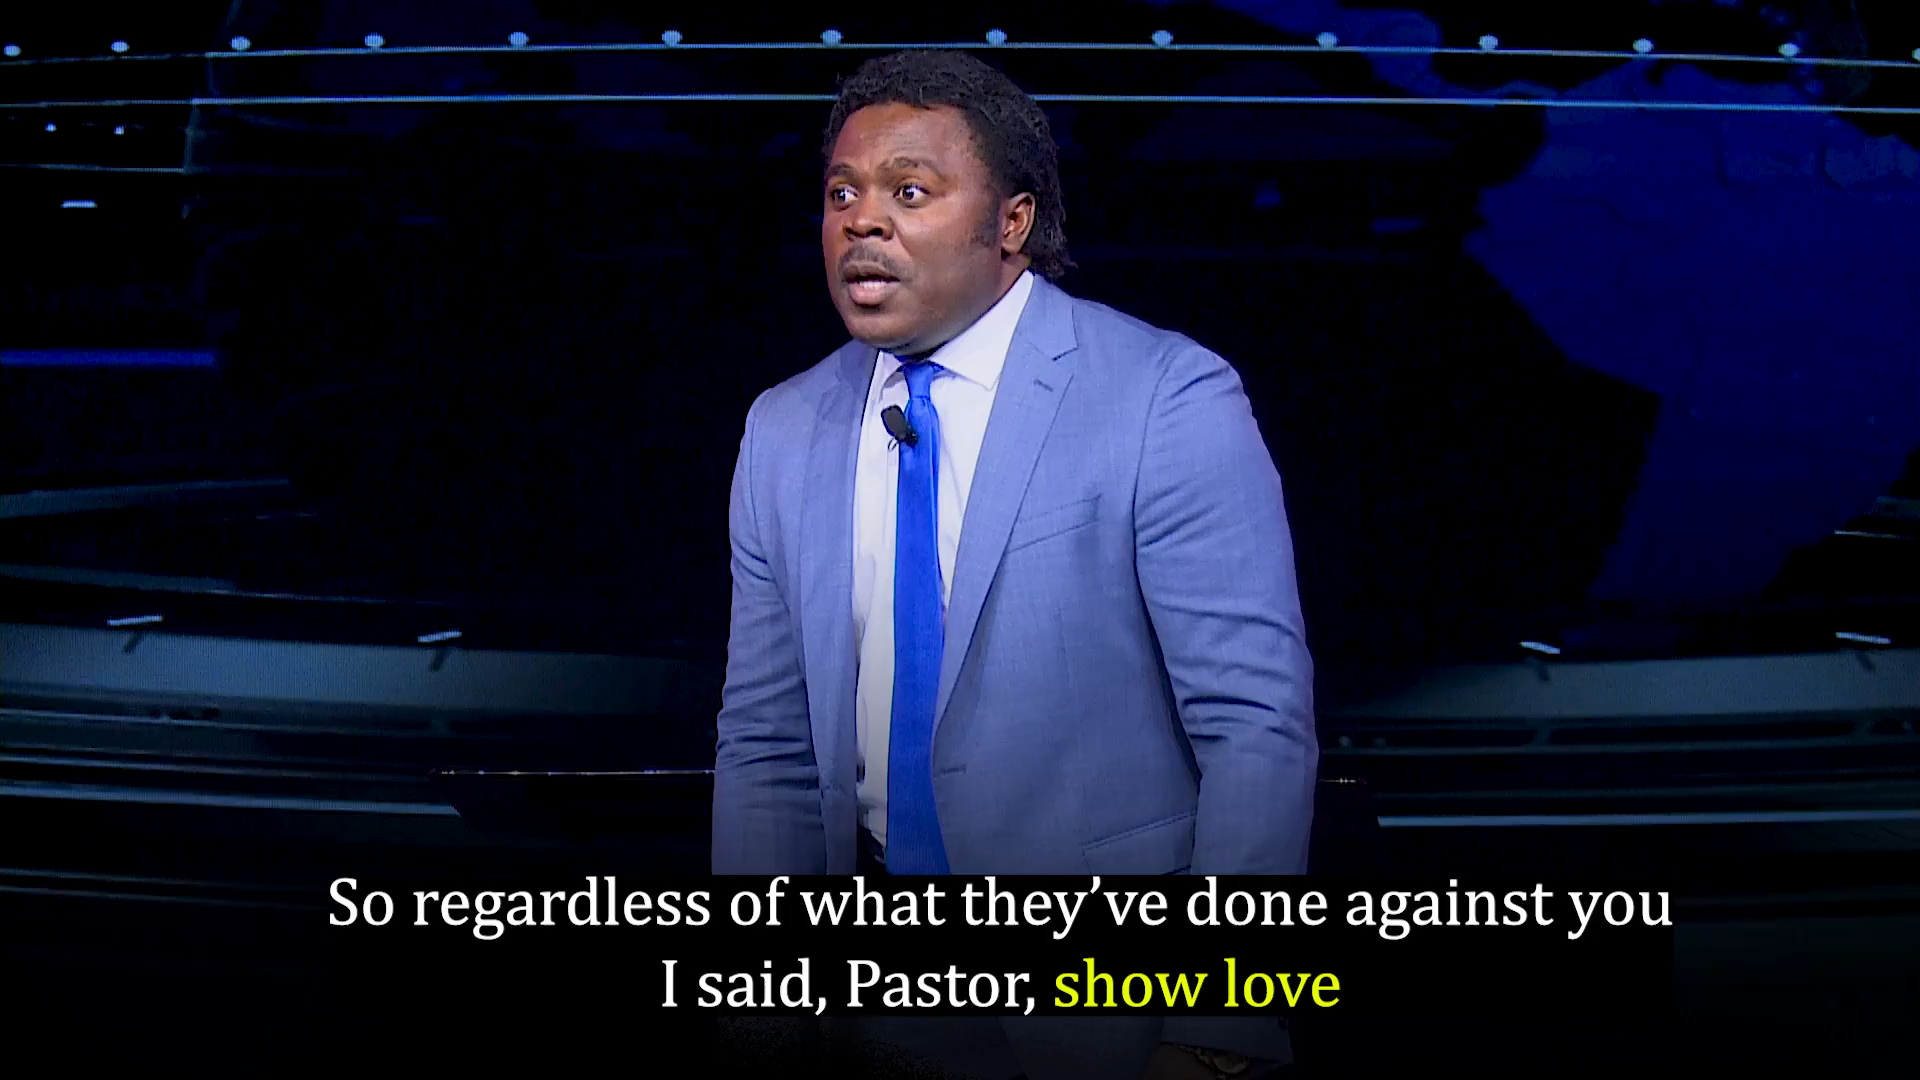 So regardless of what they’ve done against you
I said, Pastor, show love